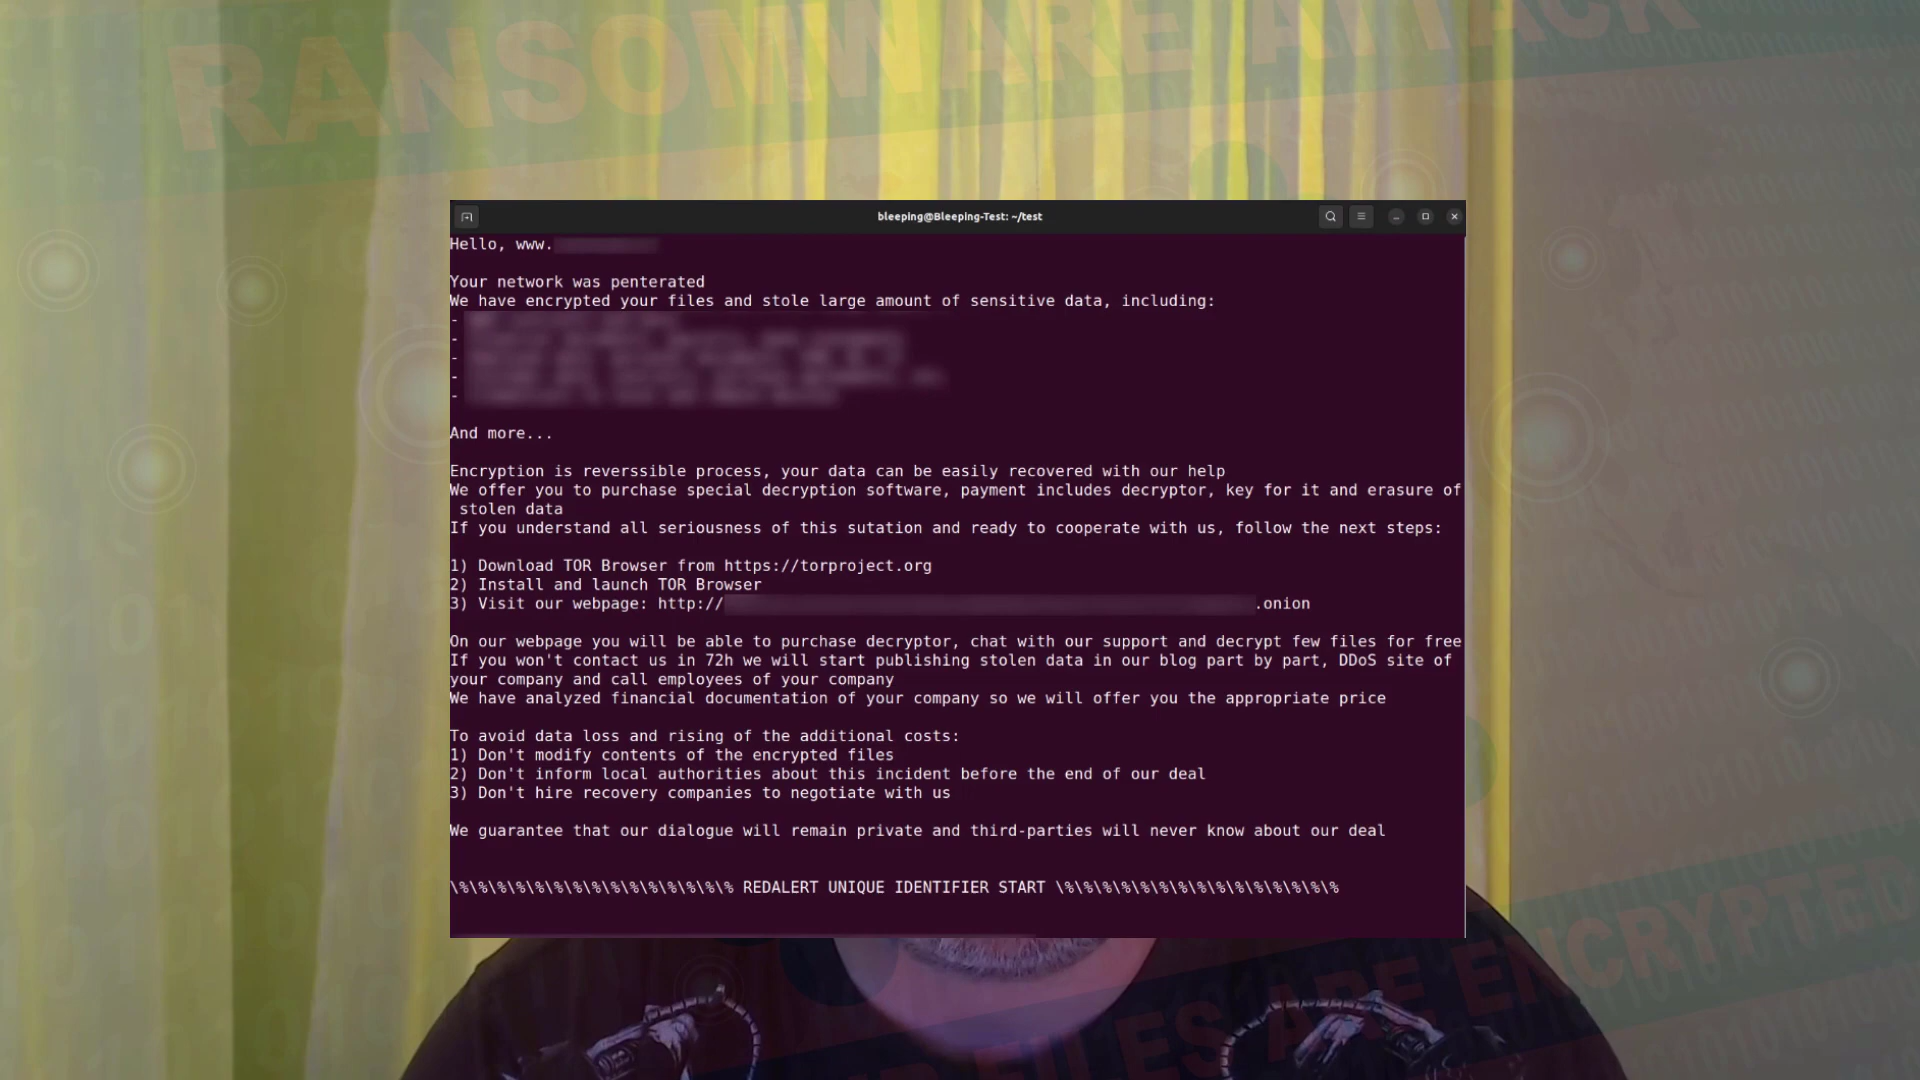 RANSOMWARE ATTACK
bleeping@Bleeping-Test: ~/test
Hello, www.
Your network was penterated
We have encrypted your files and stole large amount of sensitive data, including:
-
-
-
-
-
And more...
Encryption is reverssible process, your data can be easily recovered with our help
We offer you to purchase special decryption software, payment includes decryptor, key for it and erasure of
stolen data
If you understand all seriousness of this sutation and ready to cooperate with us, follow the next steps:
1) Download TOR Browser from https://torproject.org
2) Install and launch TOR Browser
3) Visit our webpage: http:// .onion
On our webpage you will be able to purchase decryptor, chat with our support and decrypt few files for free
If you won't contact us in 72h we will start publishing stolen data in our blog part by part, DDoS site of
your company and call employees of your company
We have analyzed financial documentation of your company so we will offer you the appropriate price
To avoid data loss and rising of the additional costs:
1) Don't modify contents of the encrypted files
2) Don't inform local authorities about this incident before the end of our deal
3) Don't hire recovery companies to negotiate with us
We guarantee that our dialogue will remain private and third-parties will never know about our deal
\%\%\%\%\%\%\%\%\%\%\%\%\%\%\% REDALERT UNIQUE IDENTIFIER START \%\%\%\%\%\%\%\%\%\%\%\%\%\%\%
FILES ARE ENCRYPTED